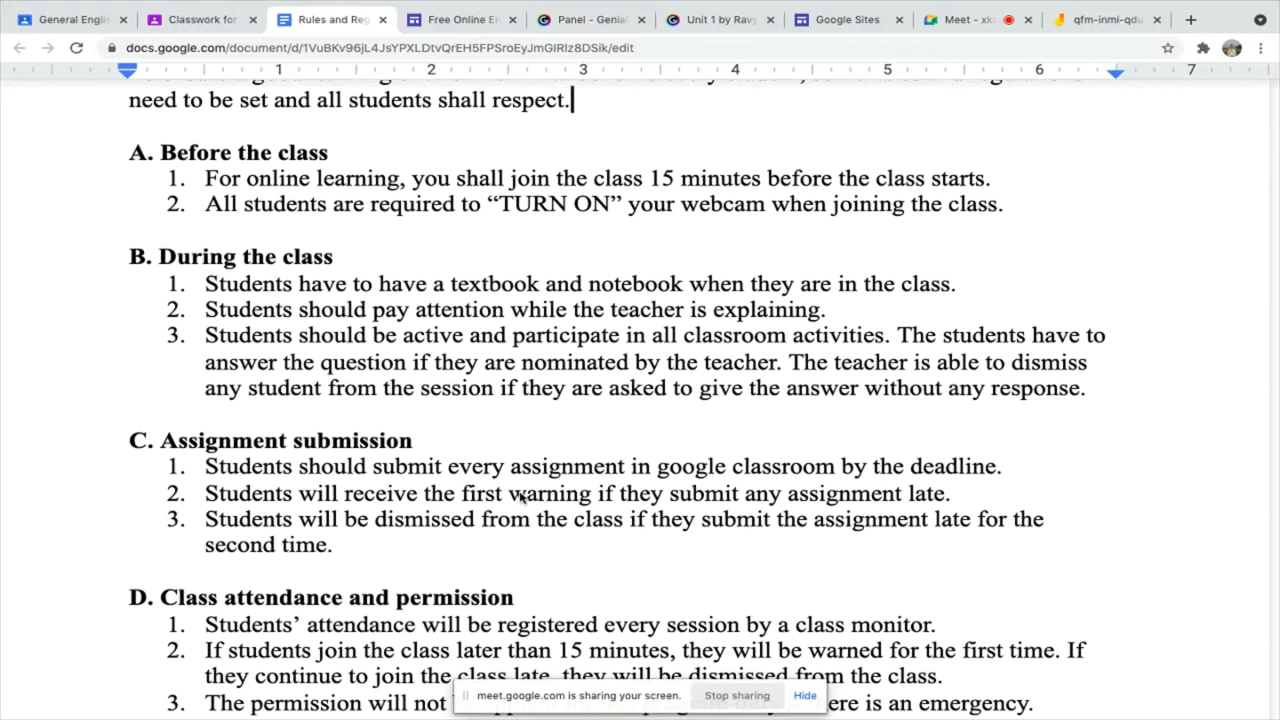 General Englis
Classwork for
Rules and Reg
Free Online En
Panel - Genial
Unit 1 by Ravy
Google Sites
Meet - xk
qfm-inmi-qdu
docs.google.com/document/d/1VuBKv96jL4JsYPXLDtvQrEH5FPSroEyJmGIRIz8DSik/edit
1 2 3 4 5 6 7
need to be set and all students shall respect.
A. Before the class
1. For online learning, you shall join the class 15 minutes before the class starts.
2. All students are required to “TURN ON” your webcam when joining the class.
B. During the class
1. Students have to have a textbook and notebook when they are in the class.
2. Students should pay attention while the teacher is explaining.
3. Students should be active and participate in all classroom activities. The students have to
answer the question if they are nominated by the teacher. The teacher is able to dismiss
any student from the session if they are asked to give the answer without any response.
C. Assignment submission
1. Students should submit every assignment in google classroom by the deadline.
2. Students will receive the first warning if they submit any assignment late.
3. Students will be dismissed from the class if they submit the assignment late for the
second time.
D. Class attendance and permission
1. Students’ attendance will be registered every session by a class monitor.
2. If students join the class later than 15 minutes, they will be warned for the first time. If
they continue to join the class late, they will be dismissed from the class.
3. The permission will not
ere is an emergency.
meet.google.com is sharing your screen.
Stop sharing
Hide